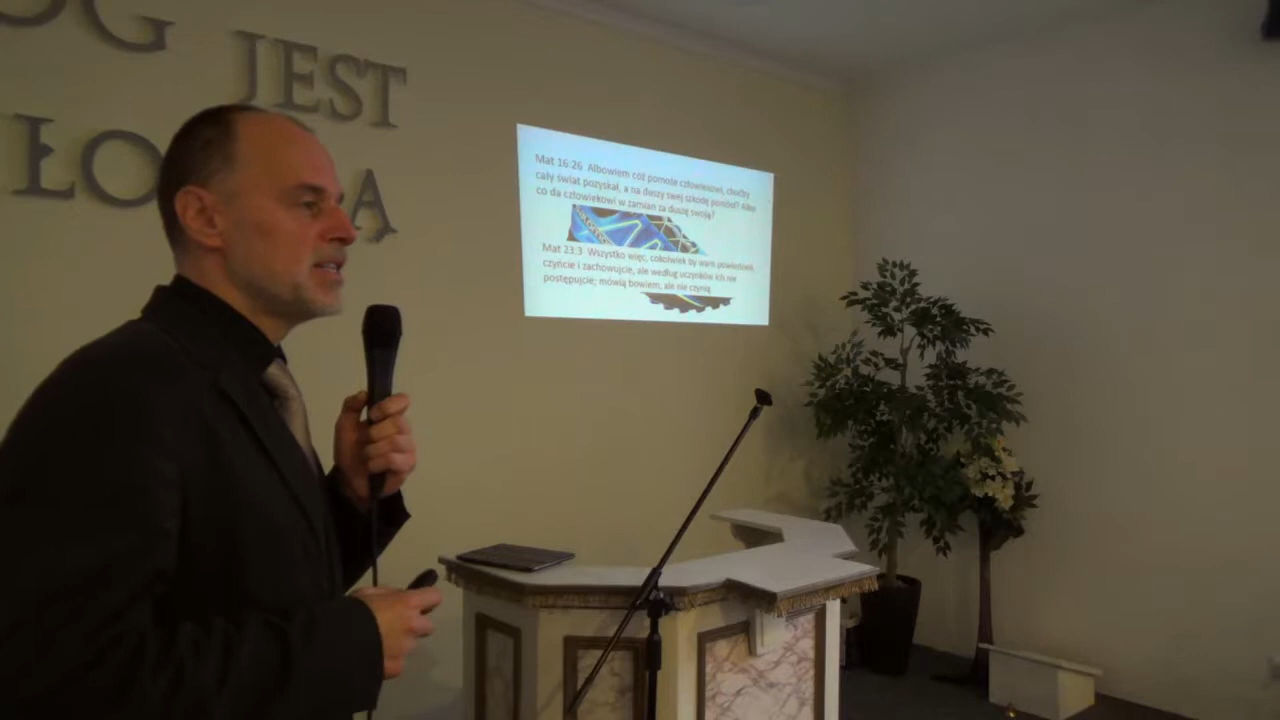 ÓG JEST
ŁO A
Mat 16:26 Albowiem cóż pomoże człowiekowi, choćby
cały świat pozyskał, a na duszy swej szkodę poniósł? Albo
co da człowiekowi w zamian za duszę swoją?
Mat 23:3 Wszystko więc, cokolwiek by wam powiedzieli,
czyńcie i zachowujcie, ale według uczynków ich nie
postępujcie; mówią bowiem, ale nie czynią